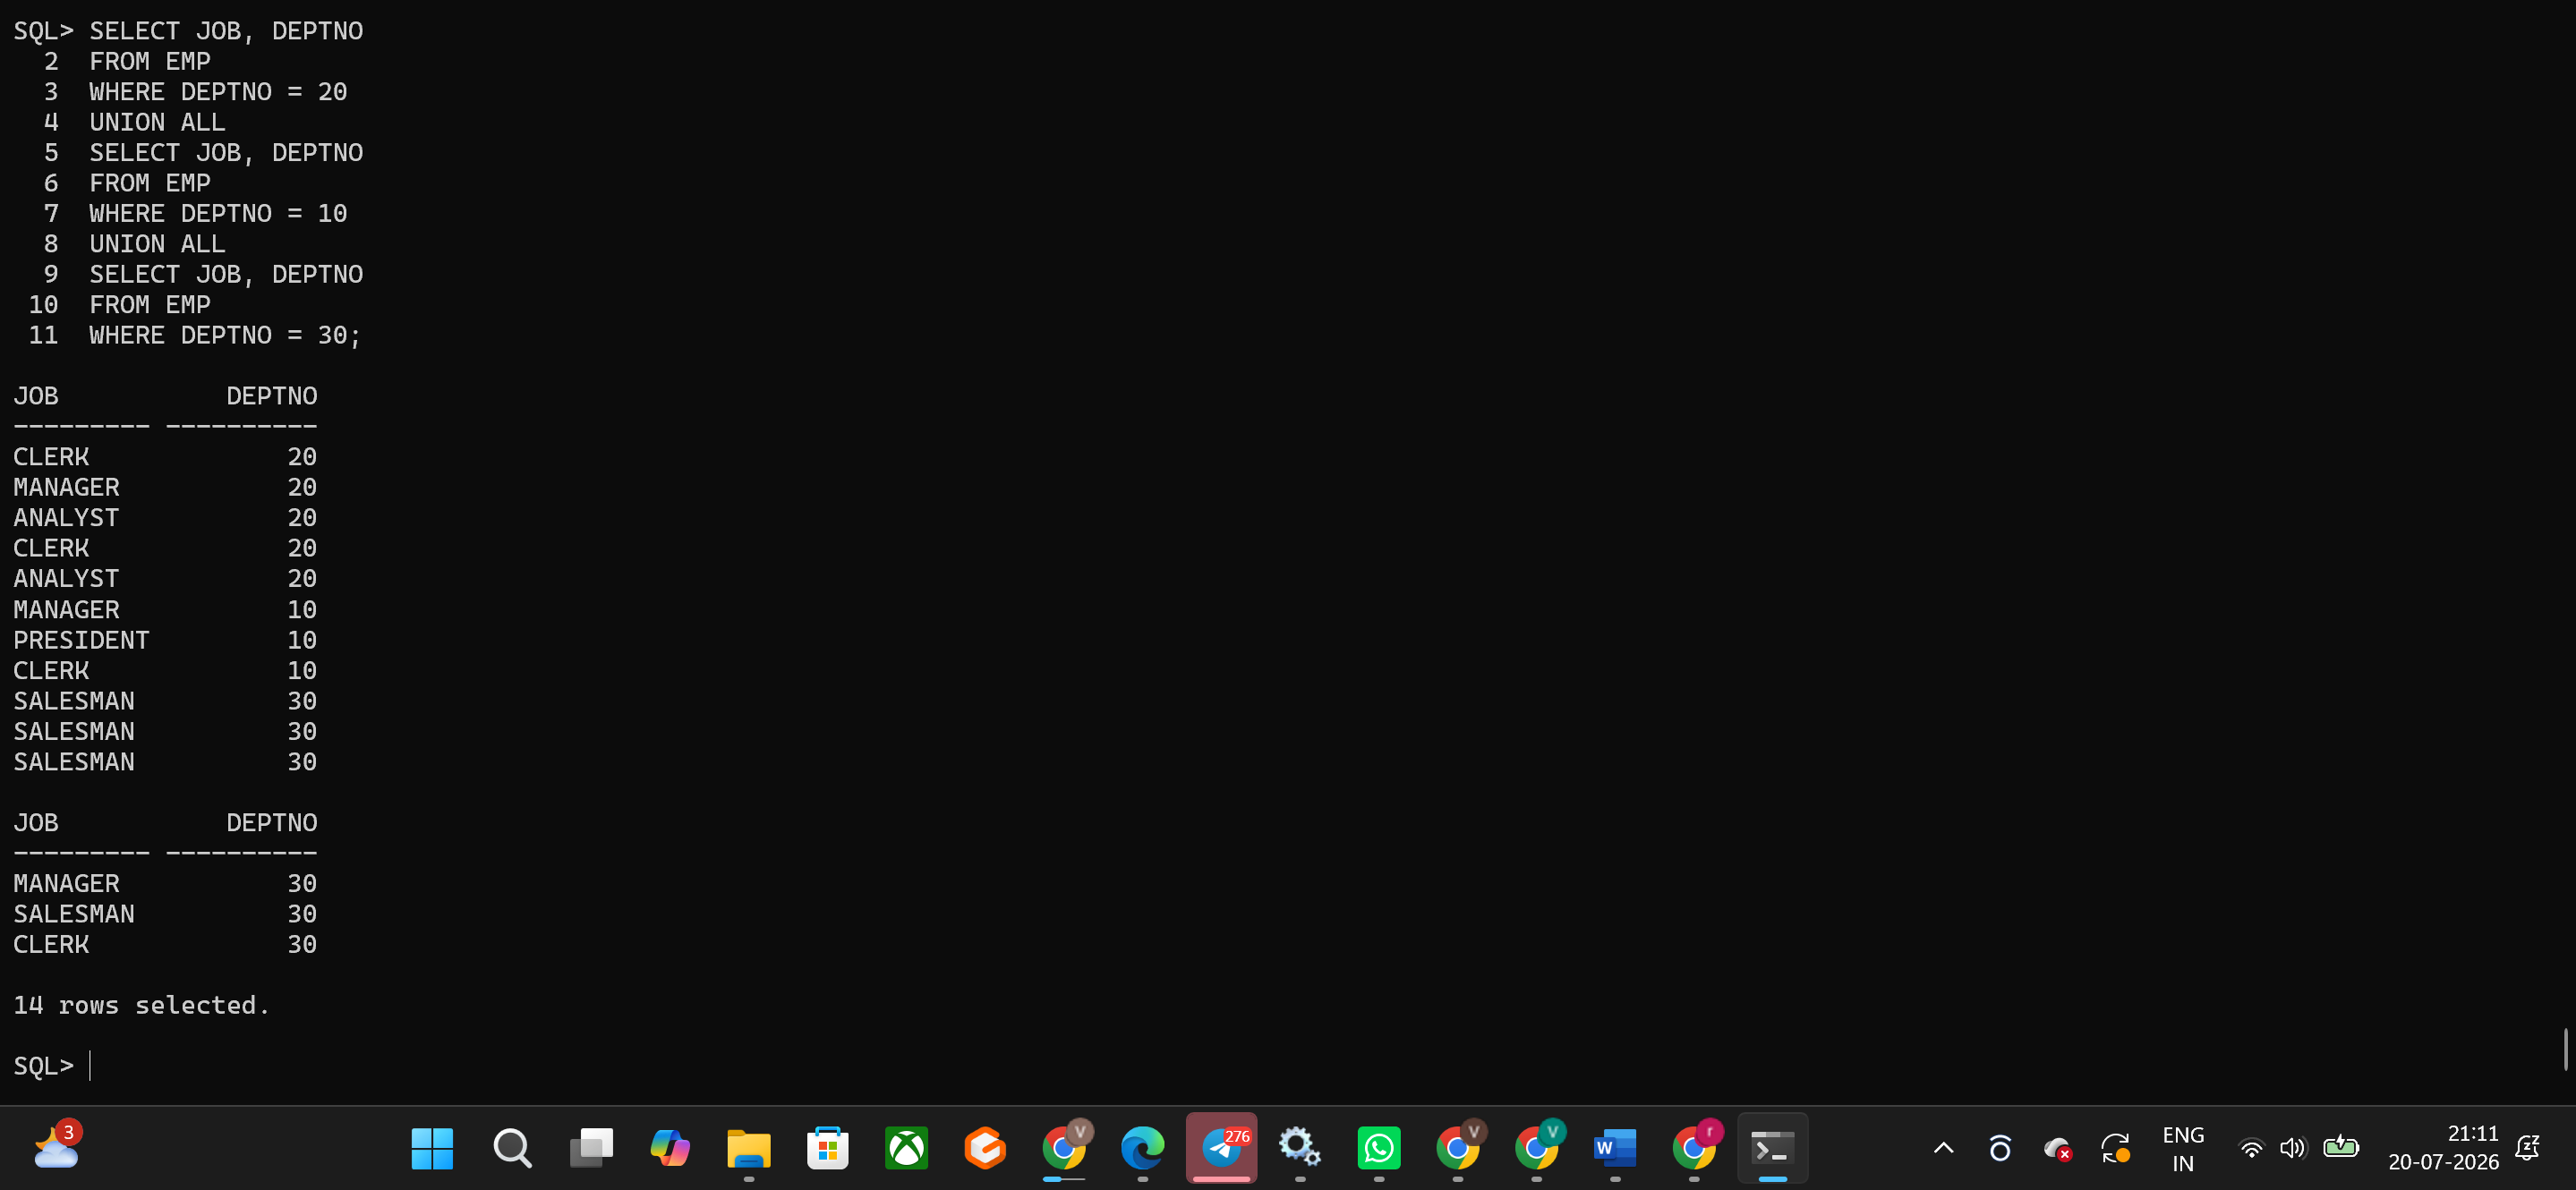 SQL> SELECT JOB, DEPTNO
  2  FROM EMP
  3  WHERE DEPTNO = 20
  4  UNION ALL
  5  SELECT JOB, DEPTNO
  6  FROM EMP
  7  WHERE DEPTNO = 10
  8  UNION ALL
  9  SELECT JOB, DEPTNO
 10  FROM EMP
 11  WHERE DEPTNO = 30;
JOB           DEPTNO
--------- ----------
CLERK             20
MANAGER           20
ANALYST           20
CLERK             20
ANALYST           20
MANAGER           10
PRESIDENT         10
CLERK             10
SALESMAN          30
SALESMAN          30
SALESMAN          30
JOB           DEPTNO
--------- ----------
MANAGER           30
SALESMAN          30
CLERK             30
14 rows selected.
SQL>
3
V
276
V
V
W
r
ENG
IN
21:11
20-07-2026